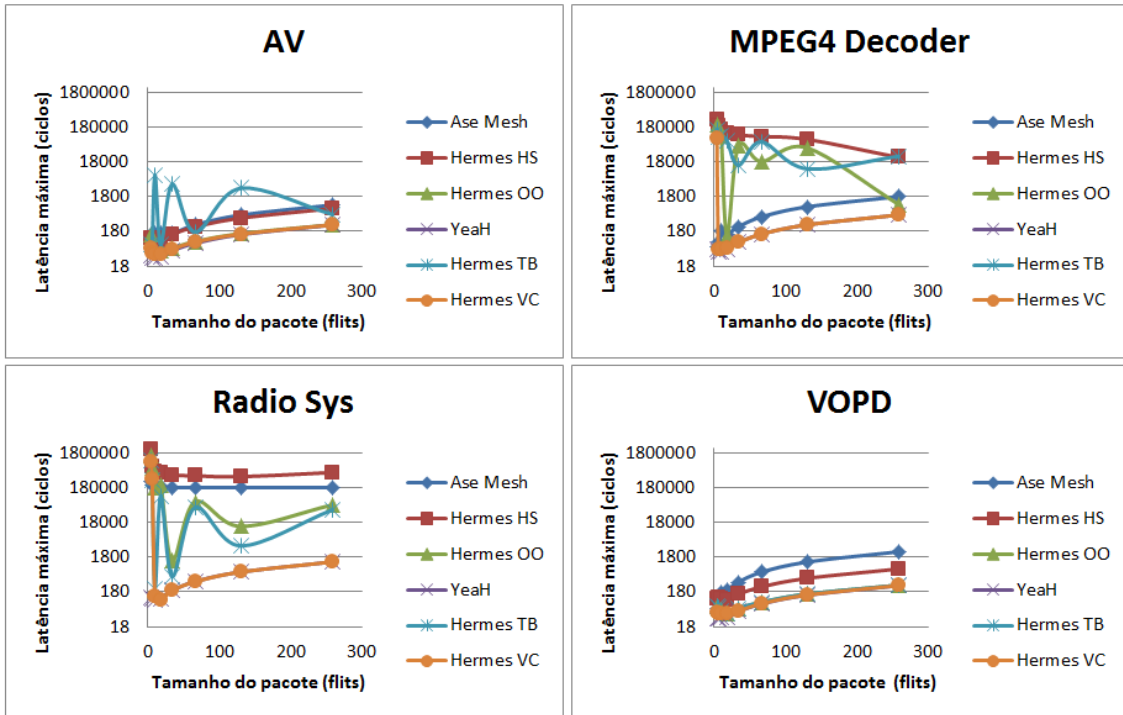 AV
1800000
180000
18000
1800
180
18
0
100
200
300
Latência máxima (ciclos)
Tamanho do pacote (flits)
Ase Mesh
Hermes HS
Hermes OO
YeaH
Hermes TB
Hermes VC
MPEG4 Decoder
1800000
180000
18000
1800
180
18
0
100
200
300
Latência máxima (ciclos)
Tamanho do pacote (flits)
Ase Mesh
Hermes HS
Hermes OO
YeaH
Hermes TB
Hermes VC
Radio Sys
1800000
180000
18000
1800
180
18
0
100
200
300
Latência máxima (ciclos)
Tamanho do pacote (flits)
Ase Mesh
Hermes HS
Hermes OO
YeaH
Hermes TB
Hermes VC
VOPD
1800000
180000
18000
1800
180
18
0
100
200
300
Latência máxima (ciclos)
Tamanho do pacote (flits)
Ase Mesh
Hermes HS
Hermes OO
YeaH
Hermes TB
Hermes VC